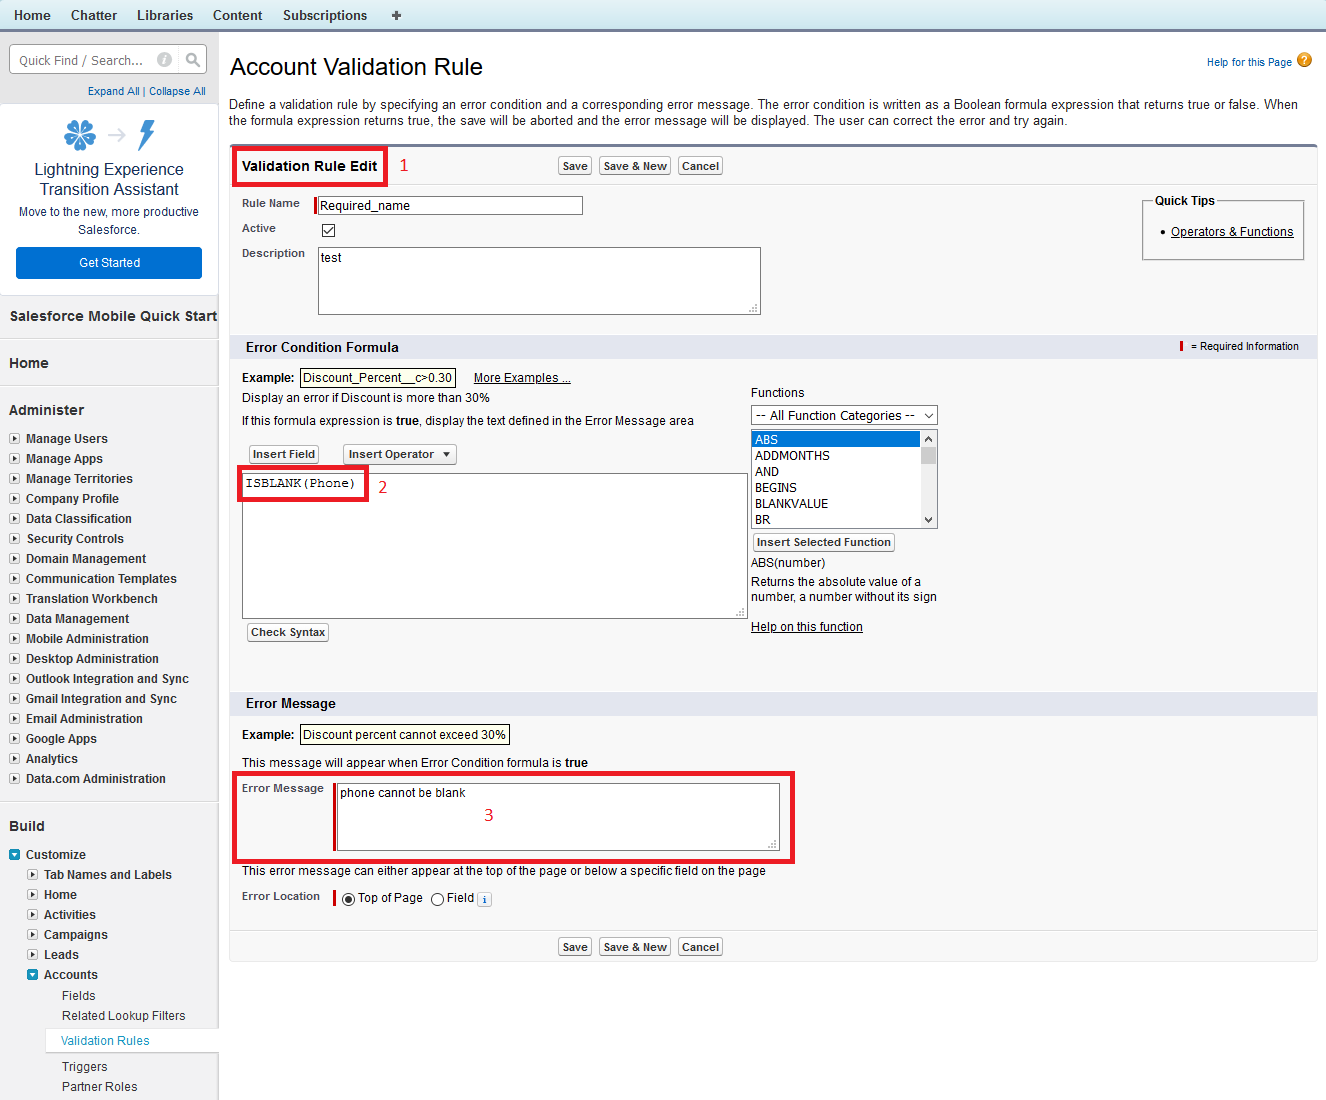 Home Chatter Libraries Content Subscriptions +
Quick Find / Search... i
Expand All | Collapse All
Lightning Experience
Transition Assistant
Move to the new, more productive
Salesforce.
Get Started
Salesforce Mobile Quick Start
Home
Administer
Manage Users
Manage Apps
Manage Territories
Company Profile
Data Classification
Security Controls
Domain Management
Communication Templates
Translation Workbench
Data Management
Mobile Administration
Desktop Administration
Outlook Integration and Sync
Gmail Integration and Sync
Email Administration
Google Apps
Analytics
Data.com Administration
Build
Customize
Tab Names and Labels
Home
Activities
Campaigns
Leads
Accounts
Fields
Related Lookup Filters
Validation Rules
Triggers
Partner Roles
Account Validation Rule
Help for this Page ?
Define a validation rule by specifying an error condition and a corresponding error message. The error condition is written as a Boolean formula expression that returns true or false. When
the formula expression returns true, the save will be aborted and the error message will be displayed. The user can correct the error and try again.
Validation Rule Edit 1 Save Save & New Cancel
Rule Name Required_name
Active
Description test
Quick Tips
• Operators & Functions
Error Condition Formula
= Required Information
Example: Discount_Percent__c>0.30 More Examples ...
Display an error if Discount is more than 30%
If this formula expression is true, display the text defined in the Error Message area
Insert Field Insert Operator
ISBLANK(Phone) 2
Check Syntax
Functions
-- All Function Categories --
ABS
ADDMONTHS
AND
BEGINS
BLANKVALUE
BR
Insert Selected Function
ABS(number)
Returns the absolute value of a
number, a number without its sign
Help on this function
Error Message
Example: Discount percent cannot exceed 30%
This message will appear when Error Condition formula is true
Error Message phone cannot be blank
3
This error message can either appear at the top of the page or below a specific field on the page
Error Location Top of Page Field i
Save Save & New Cancel